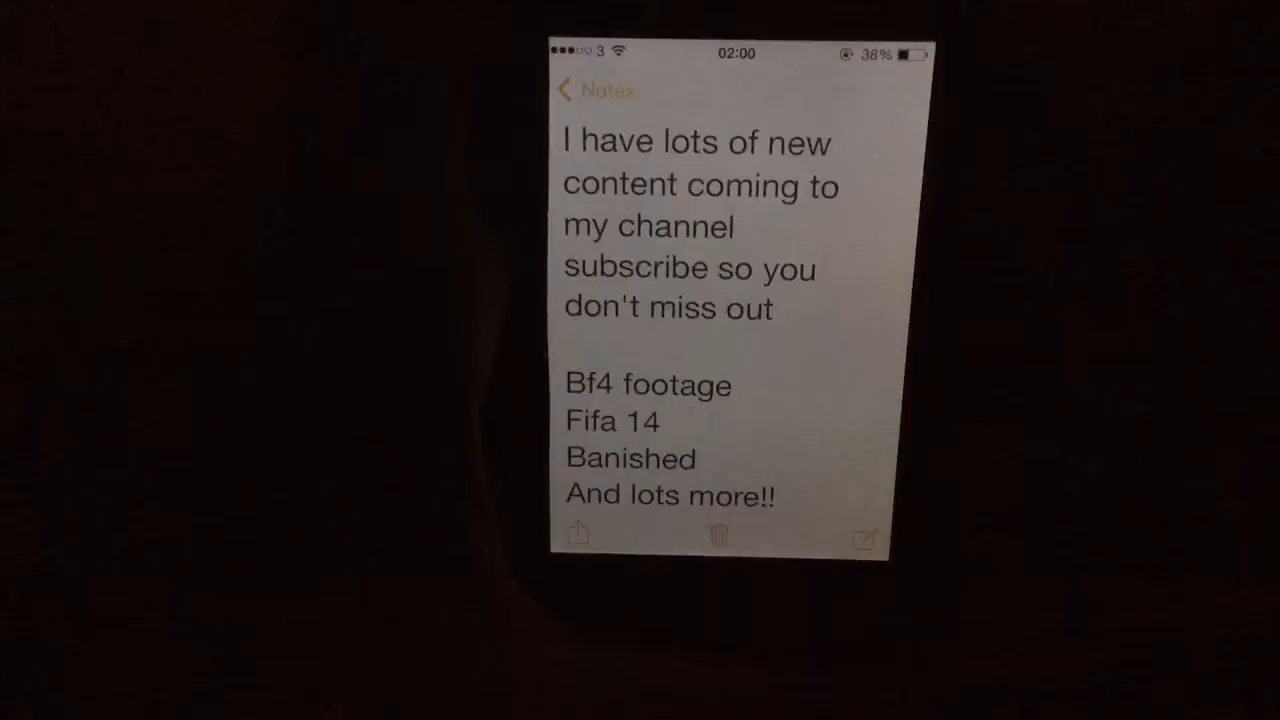 3 02:00 38%
Notes
I have lots of new
content coming to
my channel
subscribe so you
don't miss out
Bf4 footage
Fifa 14
Banished
And lots more!!